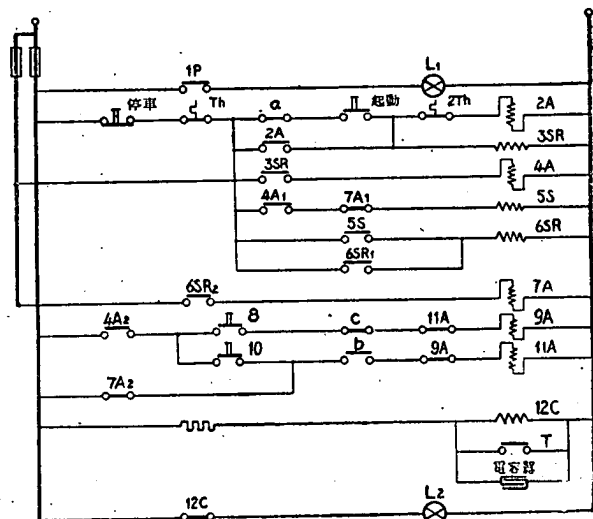 1P L1
停車 Th a 起動 2Th 2A
2A 3SR
3SR 4A
4A1 7A1 5S
5S 6SR
6SR1
6SR2 7A
4A2 8 c 11A 9A
10 b 9A 11A
7A2
12C
T
12C L2